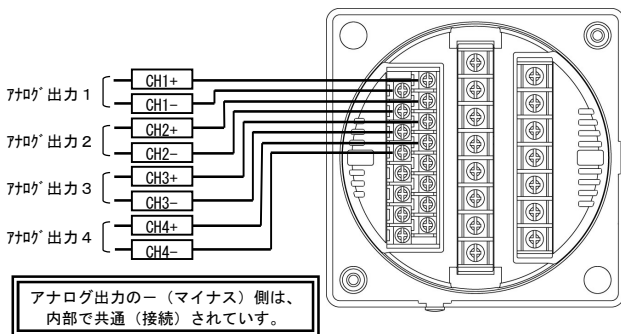 CH1+
ｱﾅﾛｸﾞ出力１
CH1-
CH2+
ｱﾅﾛｸﾞ出力２
CH2-
CH3+
ｱﾅﾛｸﾞ出力３
CH3-
CH4+
ｱﾅﾛｸﾞ出力４
CH4-
アナログ出力の－（マイナス）側は、
内部で共通（接続）されていす。